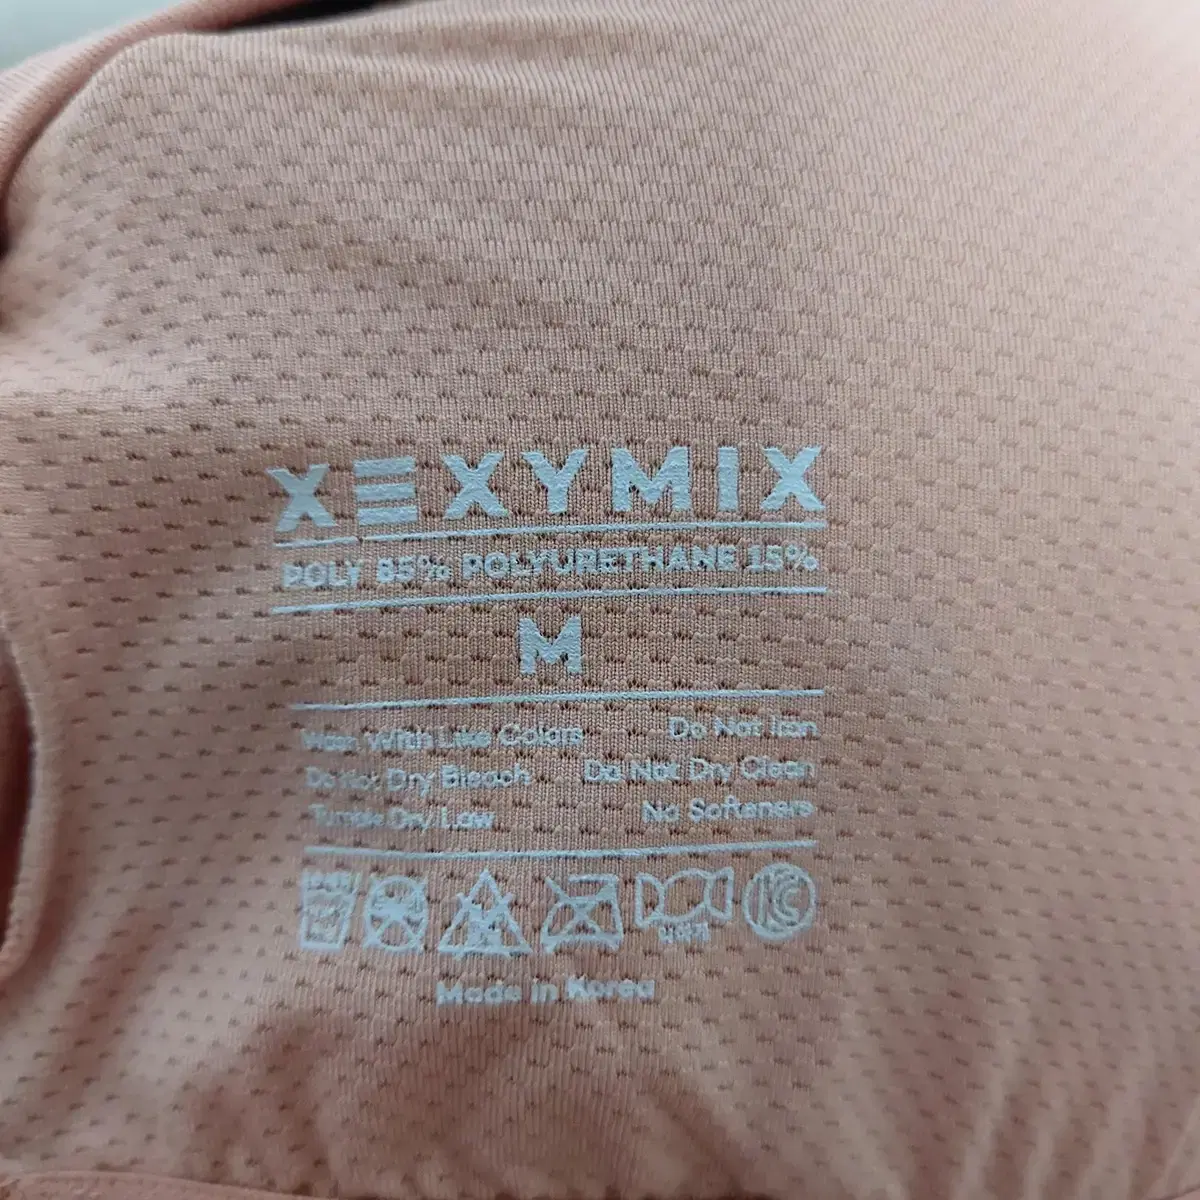 XEXYMIX
POLY 85% POLYURETHANE 15%
M
Wash With Like Colors
Do Not Iron
Do Not Dry Bleach
Do Not Dry Clean
Tumble Dry Low
No Softeners
Made in Korea